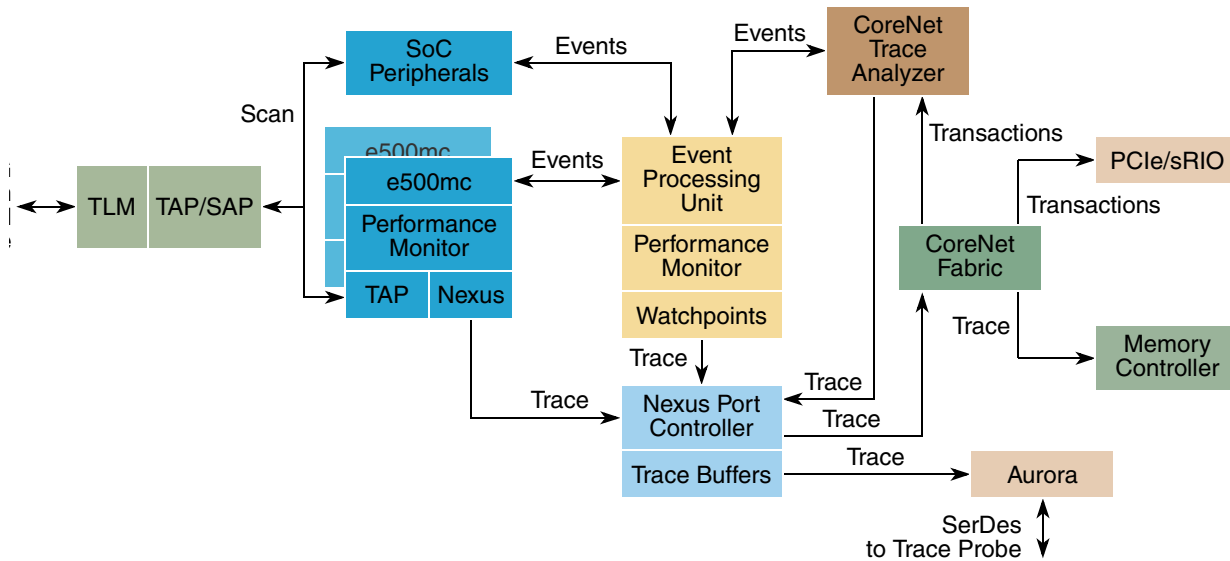 SoC
Peripherals
Events
Events
CoreNet
Trace
Analyzer
Scan
Transactions
PCIe/sRIO
Transactions
e500mc
e500mc
Performance
Monitor
TAP
Nexus
Events
Event
Processing
Unit
Performance
Monitor
Watchpoints
TLM
TAP/SAP
CoreNet
Fabric
Trace
Memory
Controller
Trace
Trace
Trace
Nexus Port
Controller
Trace
Trace Buffers
Trace
Aurora
SerDes
to Trace Probe